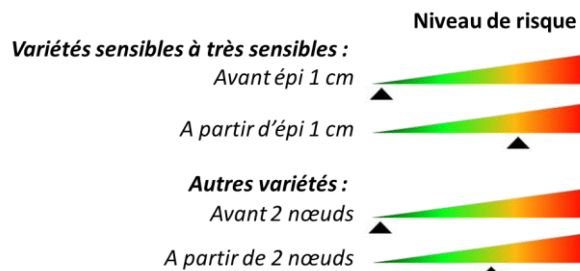 Niveau de risque
Variétés sensibles à très sensibles :
Avant épi 1 cm
A partir d'épi 1 cm
Autres variétés :
Avant 2 nœuds
A partir de 2 nœuds